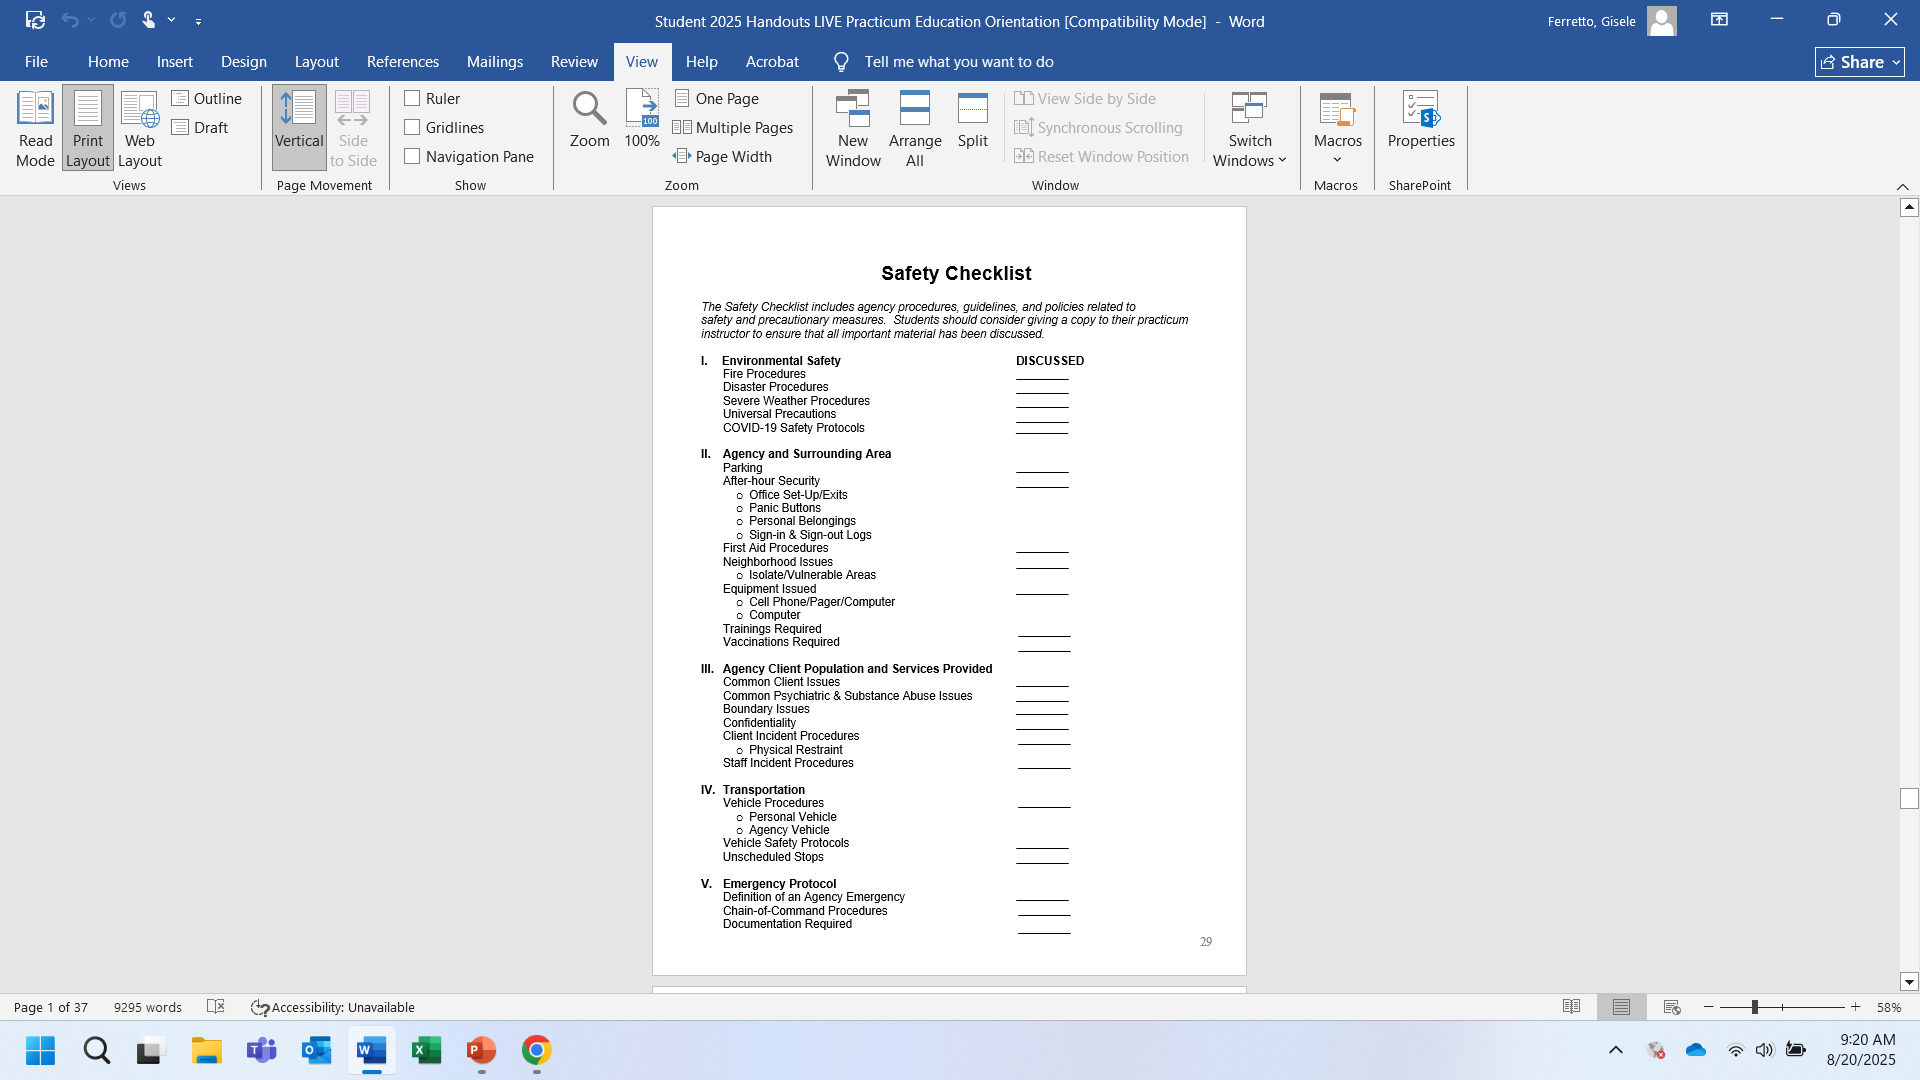 Student 2025 Handouts LIVE Practicum Education Orientation [Compatibility Mode] - Word
Ferretto, Gisele
File Home Insert Design Layout References Mailings Review View Help Acrobat Tell me what you want to do Share
Read Mode
Print Layout
Web Layout
Outline
Draft
Views
Vertical
Side to Side
Page Movement
Ruler
Gridlines
Navigation Pane
Show
Zoom
100
100%
One Page
Multiple Pages
Page Width
Zoom
New Window
Arrange All
Split
View Side by Side
Synchronous Scrolling
Reset Window Position
Switch Windows
Window
Macros
Macros
Properties
SharePoint
Safety Checklist
The Safety Checklist includes agency procedures, guidelines, and policies related to
safety and precautionary measures. Students should consider giving a copy to their practicum
instructor to ensure that all important material has been discussed.
I. Environmental Safety DISCUSSED
Fire Procedures
Disaster Procedures
Severe Weather Procedures
Universal Precautions
COVID-19 Safety Protocols
II. Agency and Surrounding Area
Parking
After-hour Security
o Office Set-Up/Exits
o Panic Buttons
o Personal Belongings
o Sign-in & Sign-out Logs
First Aid Procedures
Neighborhood Issues
o Isolate/Vulnerable Areas
Equipment Issued
o Cell Phone/Pager/Computer
o Computer
Trainings Required
Vaccinations Required
III. Agency Client Population and Services Provided
Common Client Issues
Common Psychiatric & Substance Abuse Issues
Boundary Issues
Confidentiality
Client Incident Procedures
o Physical Restraint
Staff Incident Procedures
IV. Transportation
Vehicle Procedures
o Personal Vehicle
o Agency Vehicle
Vehicle Safety Protocols
Unscheduled Stops
V. Emergency Protocol
Definition of an Agency Emergency
Chain-of-Command Procedures
Documentation Required
29
Page 1 of 37 9295 words Accessibility: Unavailable 58%
9:20 AM
8/20/2025